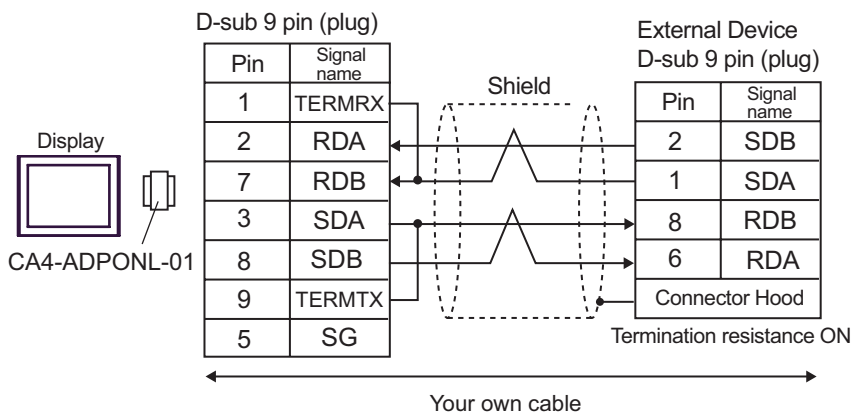 D-sub 9 pin (plug)
Pin Signal name
1 TERMRX
2 RDA
7 RDB
3 SDA
8 SDB
9 TERMTX
5 SG
Display
CA4-ADPONL-01
Shield
External Device
D-sub 9 pin (plug)
Pin Signal name
2 SDB
1 SDA
8 RDB
6 RDA
Connector Hood
Termination resistance ON
Your own cable